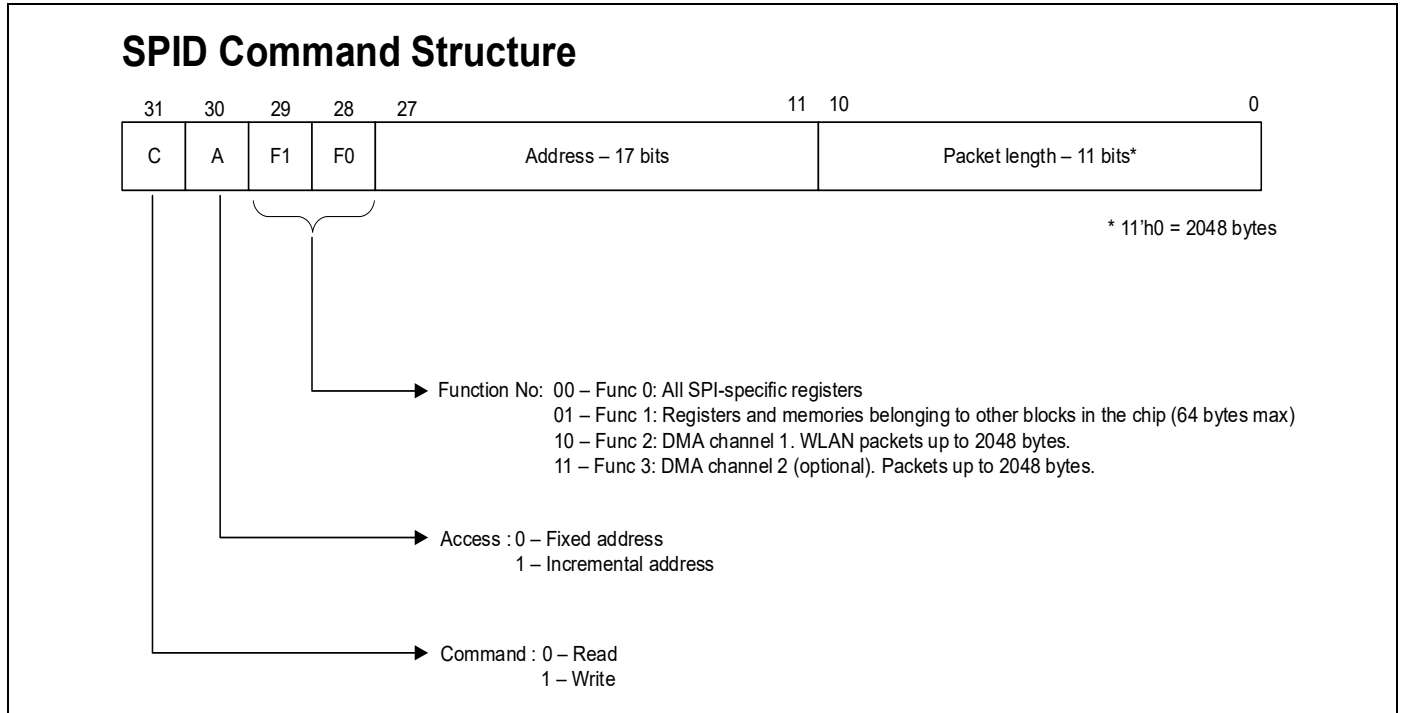 SPID Command Structure
31 30 29 28 27 11 10 0
C A F1 F0 Address – 17 bits Packet length – 11 bits*
* 11'h0 = 2048 bytes
Function No: 00 – Func 0: All SPI-specific registers
01 – Func 1: Registers and memories belonging to other blocks in the chip (64 bytes max)
10 – Func 2: DMA channel 1. WLAN packets up to 2048 bytes.
11 – Func 3: DMA channel 2 (optional). Packets up to 2048 bytes.
Access : 0 – Fixed address
1 – Incremental address
Command : 0 – Read
1 – Write